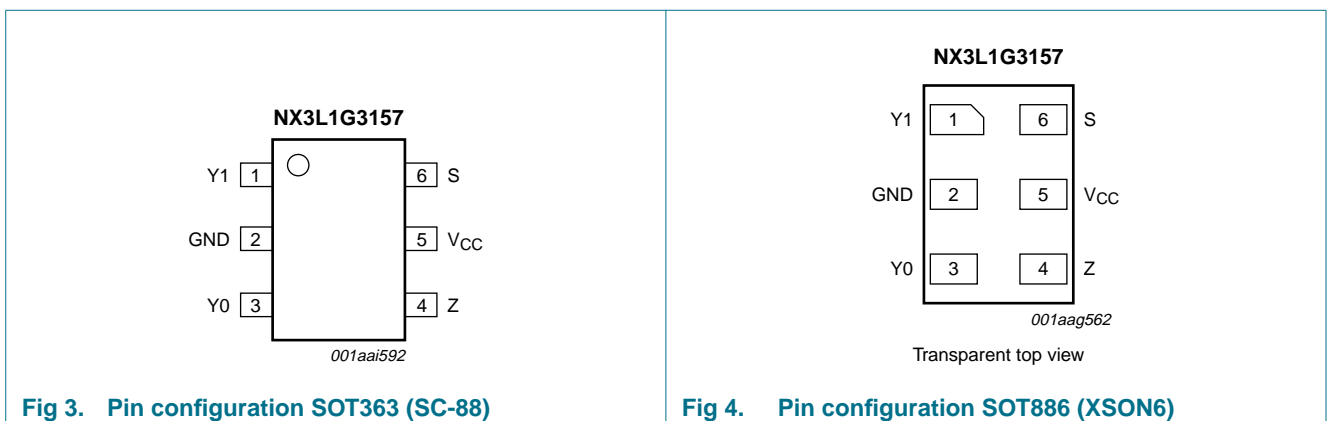 NX3L1G3157
Y1 1 6 S
GND 2 5 VCC
Y0 3 4 Z
001aai592
Fig 3. Pin configuration SOT363 (SC-88)
NX3L1G3157
Y1 1 6 S
GND 2 5 VCC
Y0 3 4 Z
001aag562
Transparent top view
Fig 4. Pin configuration SOT886 (XSON6)